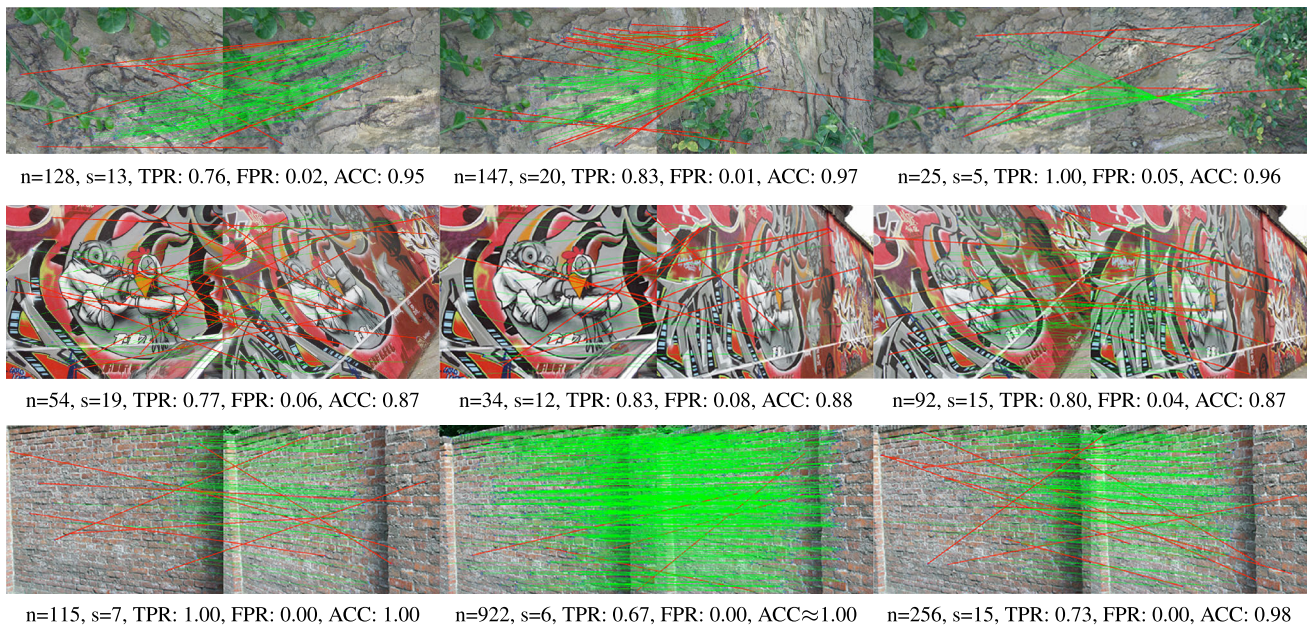 n=128, s=13, TPR: 0.76, FPR: 0.02, ACC: 0.95
n=147, s=20, TPR: 0.83, FPR: 0.01, ACC: 0.97
n=25, s=5, TPR: 1.00, FPR: 0.05, ACC: 0.96
n=54, s=19, TPR: 0.77, FPR: 0.06, ACC: 0.87
n=34, s=12, TPR: 0.83, FPR: 0.08, ACC: 0.88
n=92, s=15, TPR: 0.80, FPR: 0.04, ACC: 0.87
n=115, s=7, TPR: 1.00, FPR: 0.00, ACC: 1.00
n=922, s=6, TPR: 0.67, FPR: 0.00, ACC≈1.00
n=256, s=15, TPR: 0.73, FPR: 0.00, ACC: 0.98